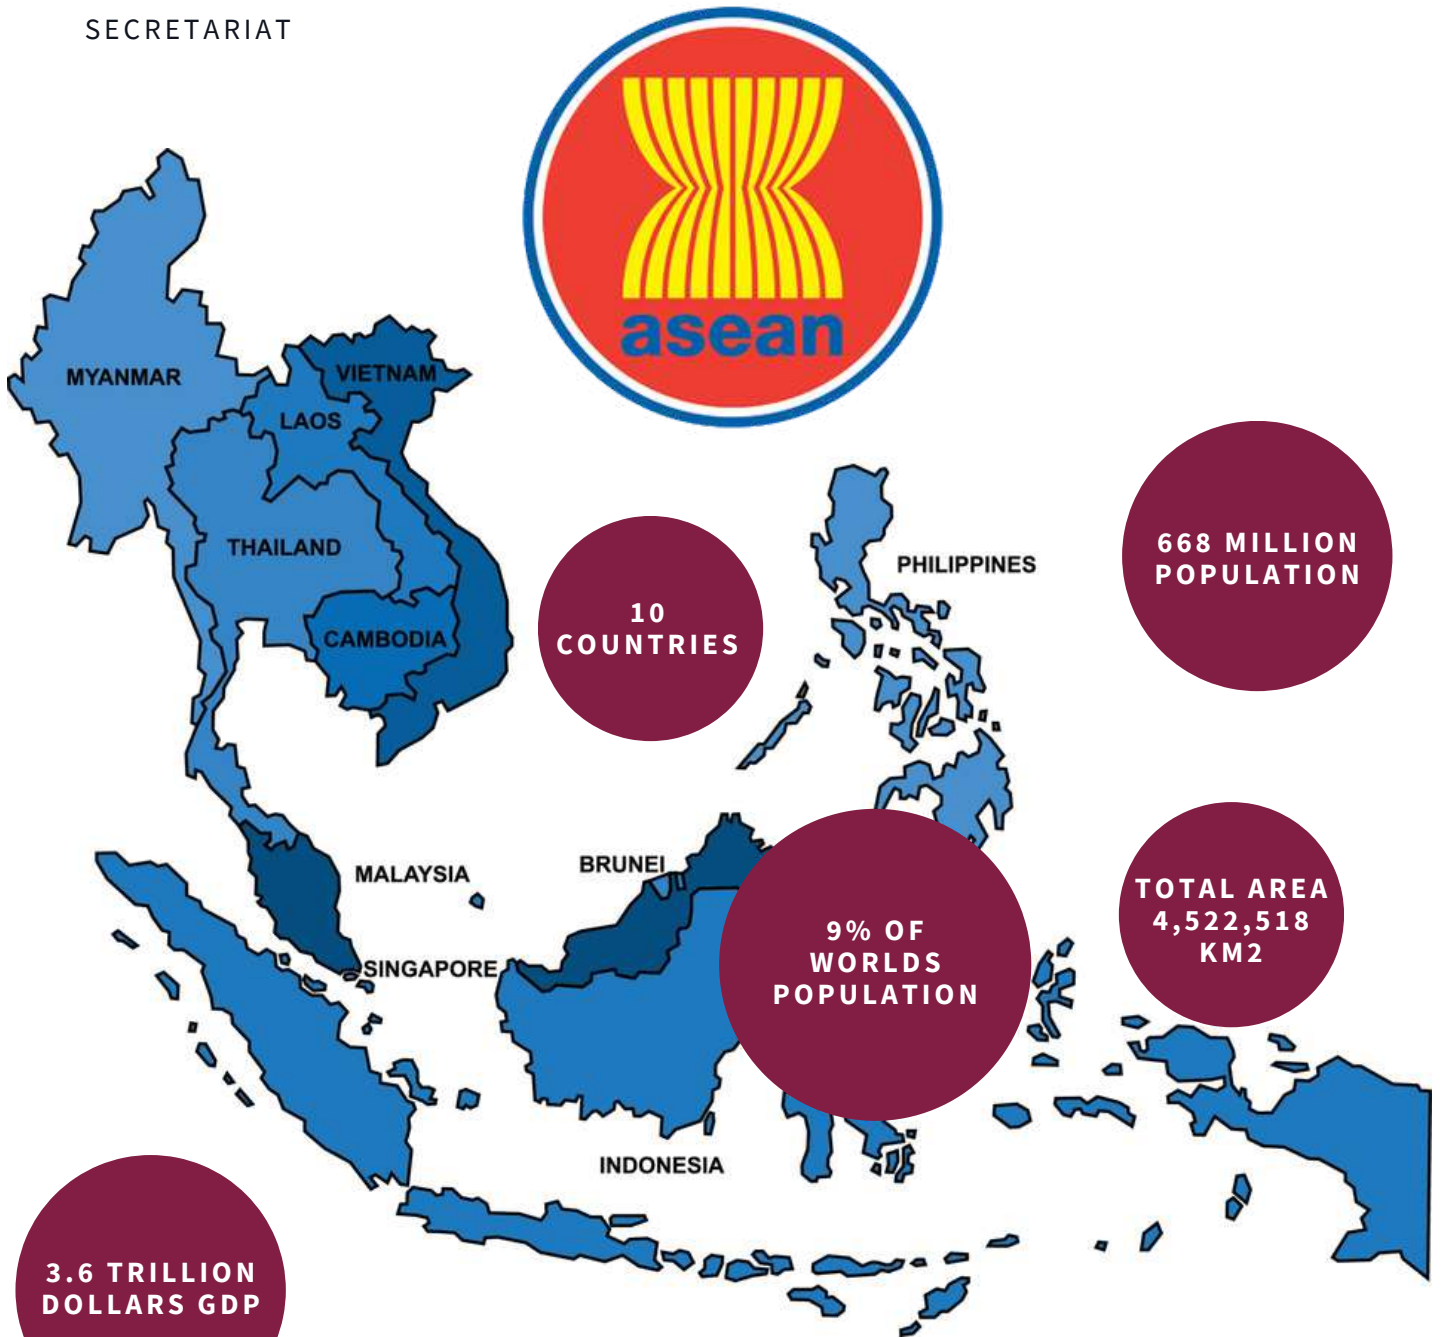 SECRETARIAT
asean
MYANMAR
VIETNAM
LAOS
THAILAND
CAMBODIA
PHILIPPINES
10
COUNTRIES
668 MILLION
POPULATION
MALAYSIA
BRUNEI
SINGAPORE
9% OF
WORLDS
POPULATION
TOTAL AREA
4,522,518
KM2
INDONESIA
3.6 TRILLION
DOLLARS GDP